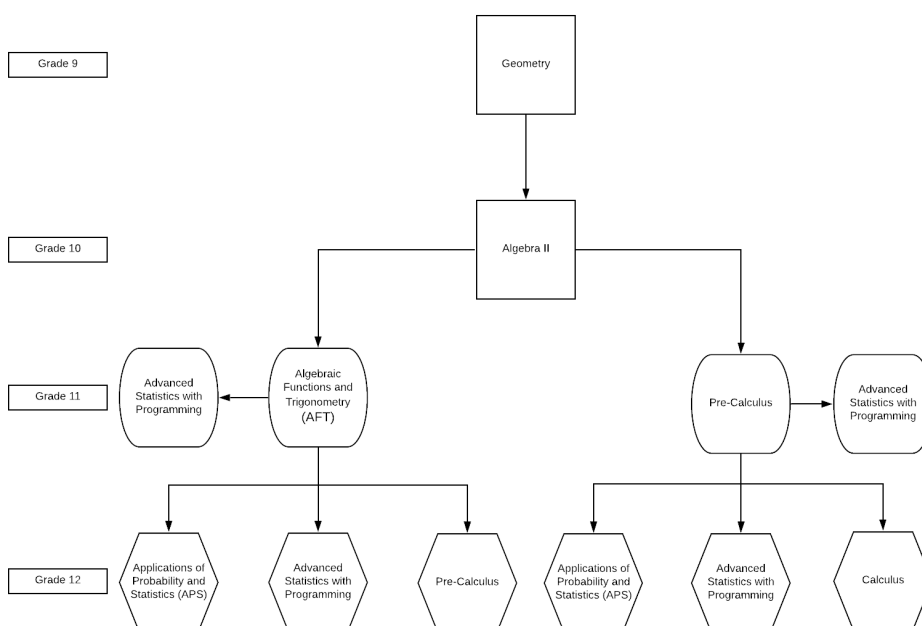 Grade 9
Geometry
Grade 10
Algebra II
Grade 11
Advanced
Statistics with
Programming
Algebraic
Functions and
Trigonometry
(AFT)
Pre-Calculus
Advanced
Statistics with
Programming
Grade 12
Applications of
Probability and
Statistics (APS)
Advanced
Statistics with
Programming
Pre-Calculus
Applications of
Probability and
Statistics (APS)
Advanced
Statistics with
Programming
Calculus